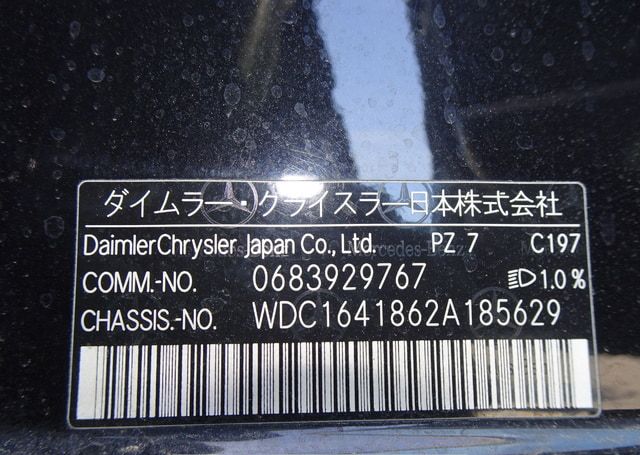 ダイムラー・クライスラー日本株式会社
DaimlerChrysler Japan Co., Ltd. PZ 7 C197
COMM.-NO. 0683929767 1.0%
CHASSIS.-NO. WDC1641862A185629